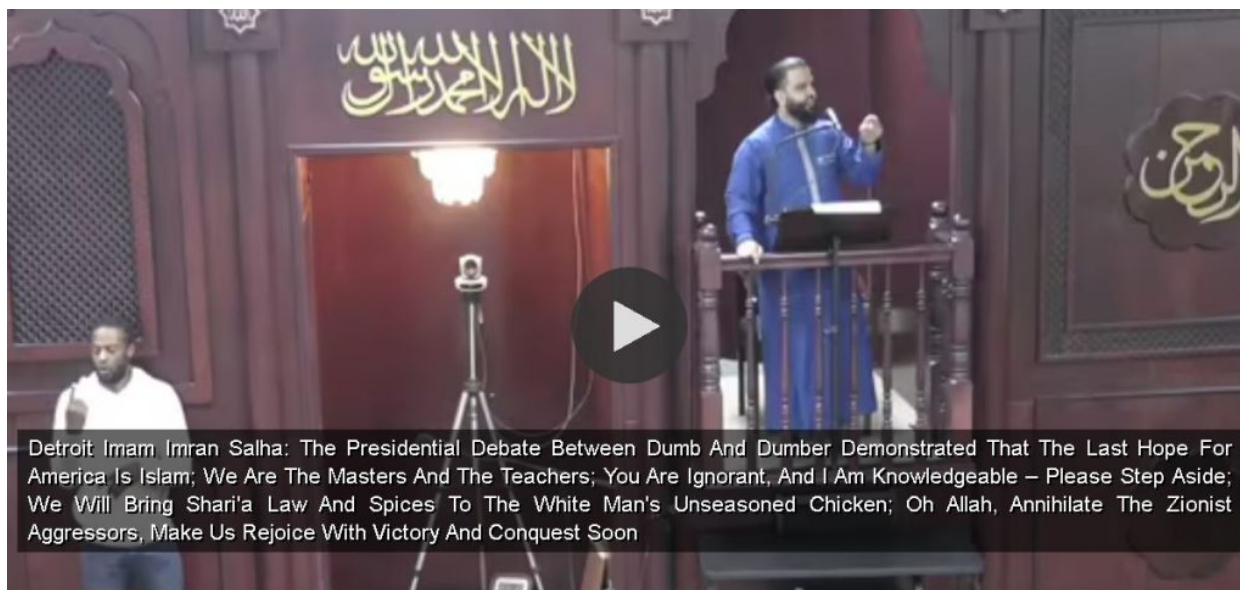 لا اله الا الله محمد رسول الله
الرحمن
Detroit Imam Imran Salha: The Presidential Debate Between Dumb And Dumber Demonstrated That The Last Hope For
America Is Islam; We Are The Masters And The Teachers; You Are Ignorant, And I Am Knowledgeable – Please Step Aside;
We Will Bring Shari'a Law And Spices To The White Man's Unseasoned Chicken; Oh Allah, Annihilate The Zionist
Aggressors, Make Us Rejoice With Victory And Conquest Soon